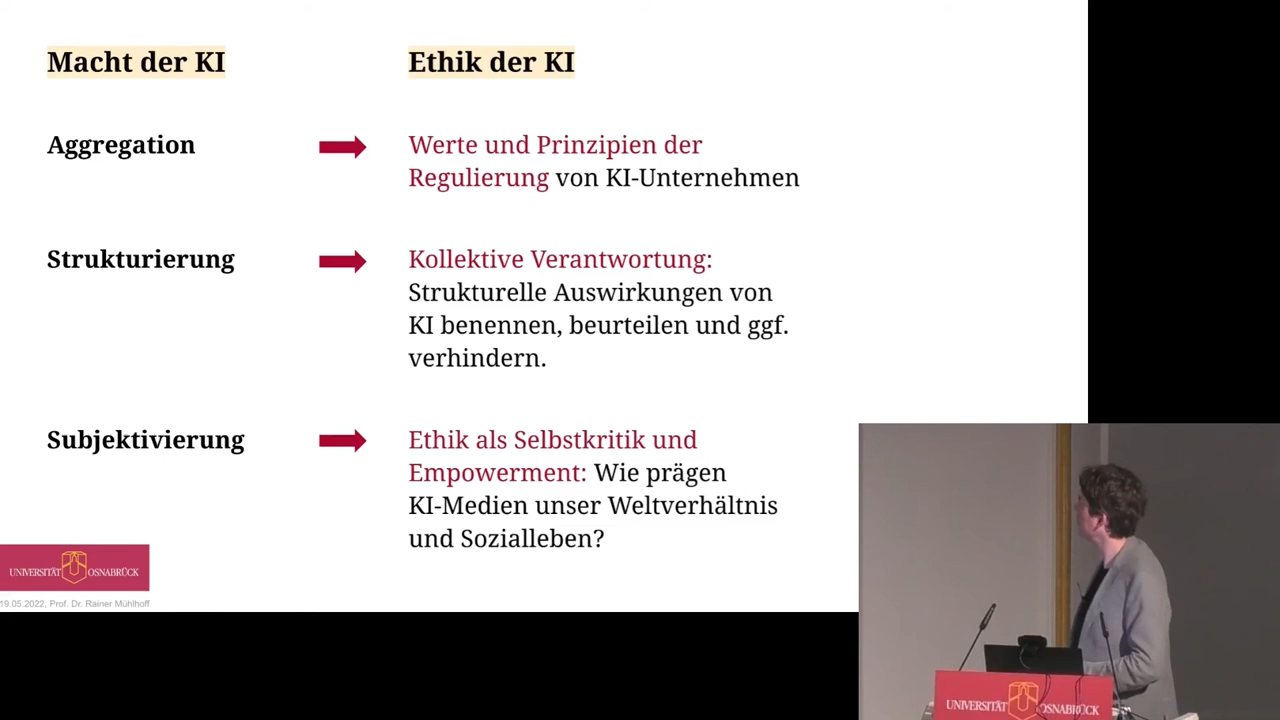 Macht der KI
Ethik der KI
Aggregation
Werte und Prinzipien der
Regulierung von KI-Unternehmen
Strukturierung
Kollektive Verantwortung:
Strukturelle Auswirkungen von
KI benennen, beurteilen und ggf.
verhindern.
Subjektivierung
Ethik als Selbstkritik und
Empowerment: Wie prägen
KI-Medien unser Weltverhältnis
und Sozialleben?
UNIVERSITÄT OSNABRÜCK
19.05.2022, Prof. Dr. Rainer Mühlhoff
UNIVERSITÄT OSNABRÜCK